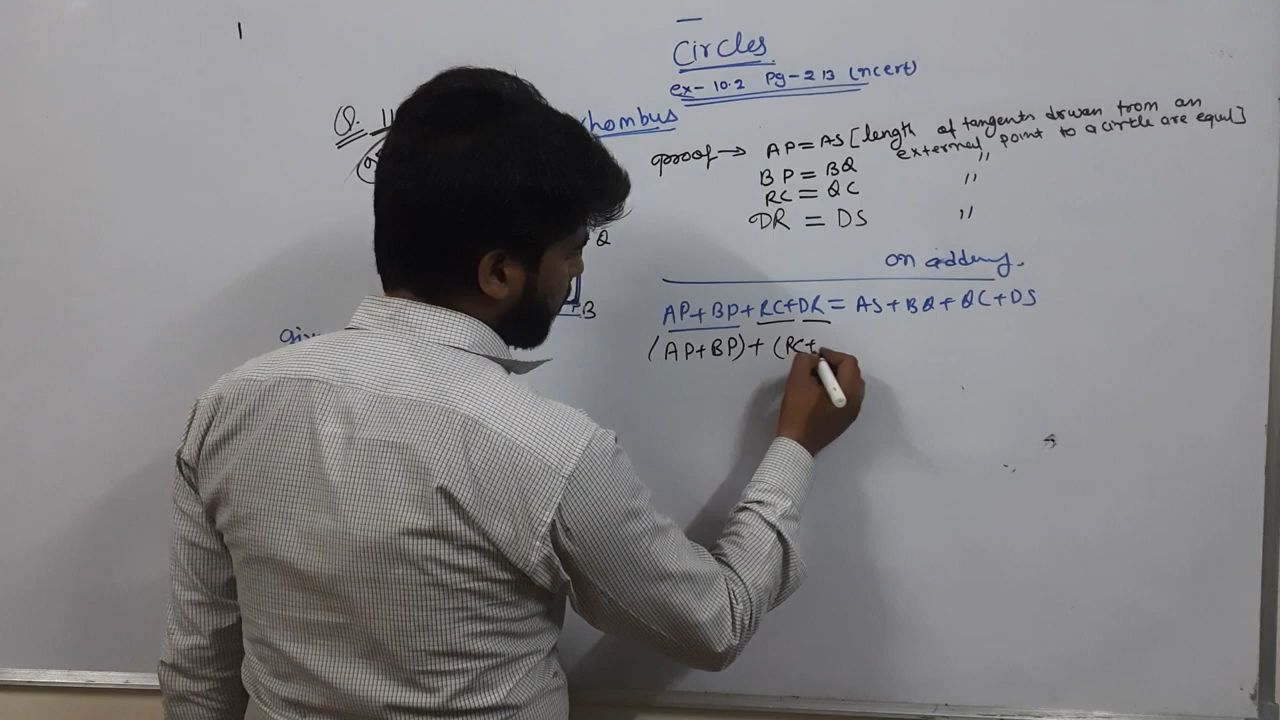 Circles
ex-10.2 Pg-213 (ncert)
Q. 11
rhombus
proof → AP = AS [length of tangents drwan from an
external point to a circle are equl]
BP = BQ "
RC = QC "
DR = DS "
on adding.
AP+BP+RC+DR = AS+BQ+QC+DS
(AP+BP)+(RC+
Q
B